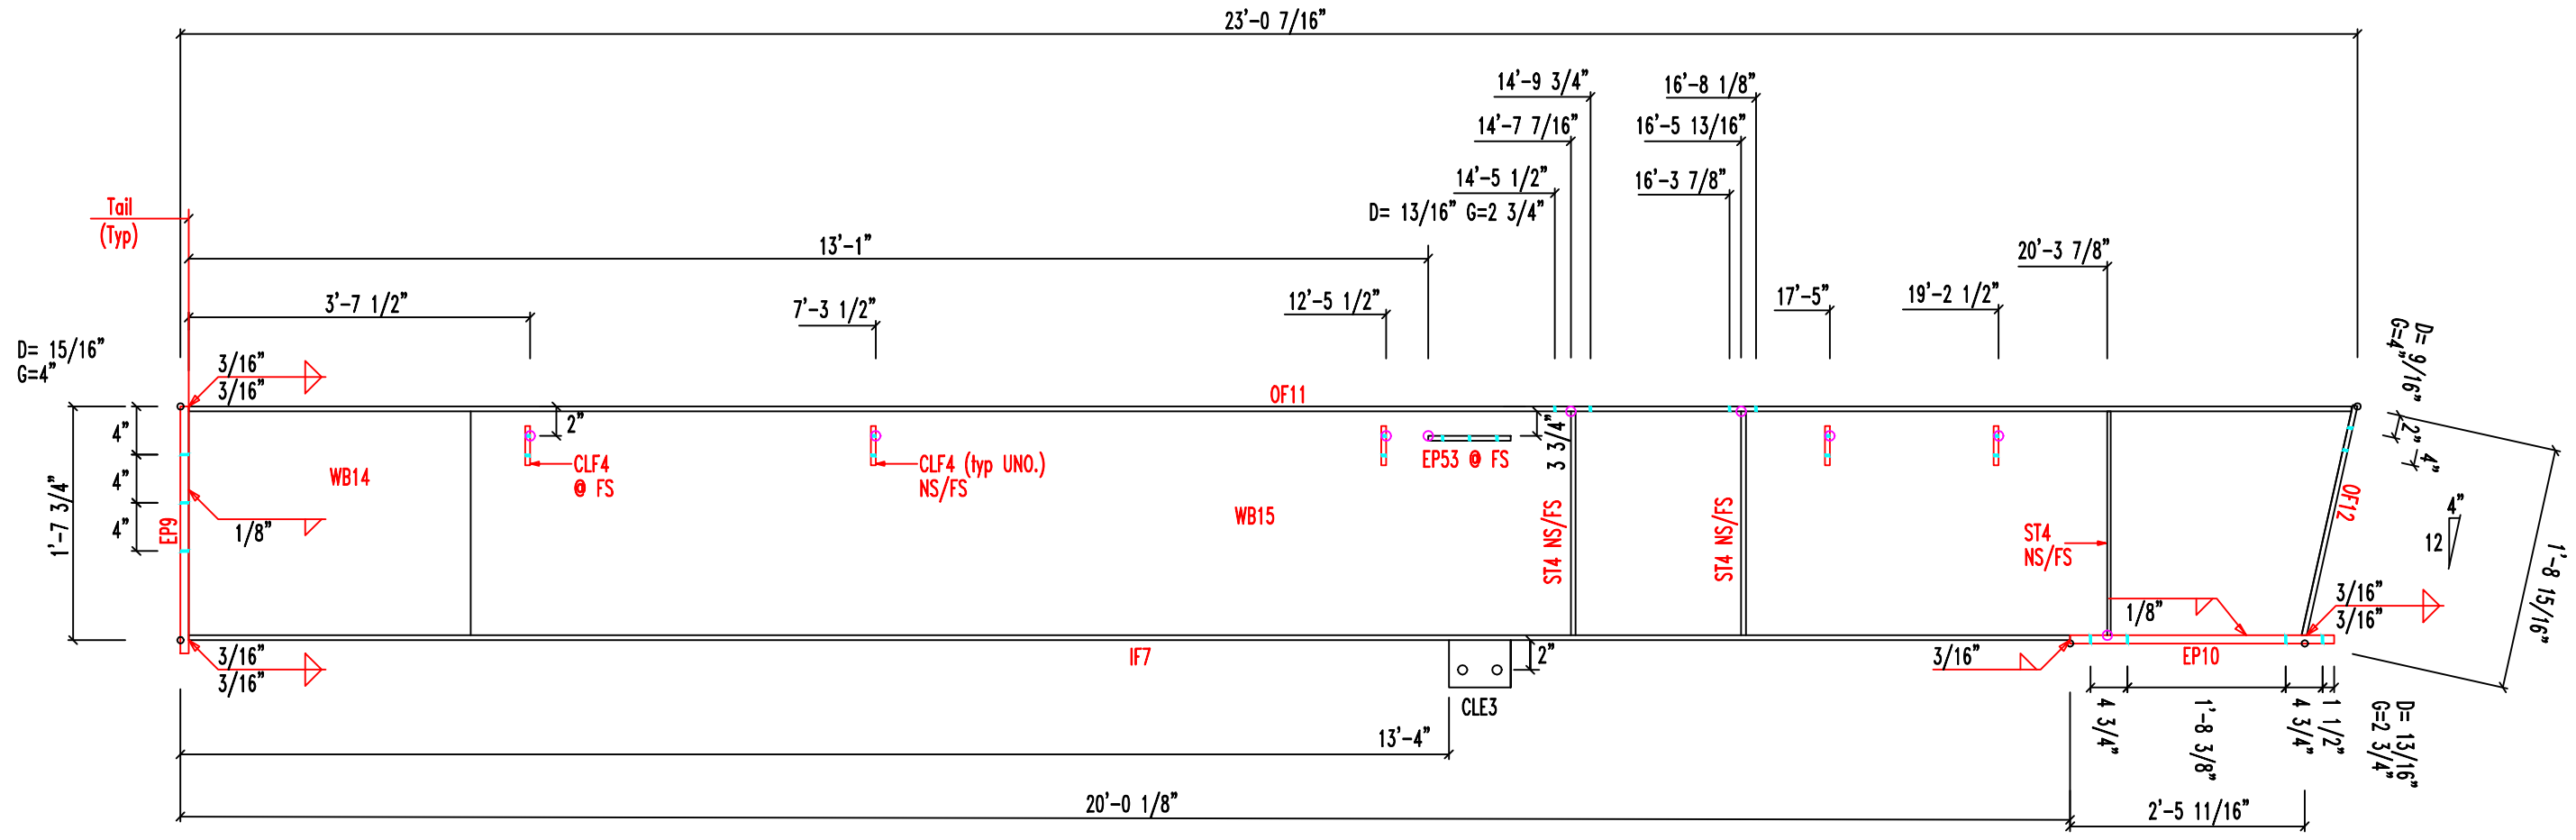 23'-0 7/16"
14'-9 3/4"
16'-8 1/8"
14'-7 7/16"
16'-5 13/16"
14'-5 1/2"
16'-3 7/8"
D= 13/16" G=2 3/4"
Tail
(Typ)
13'-1"
20'-3 7/8"
3'-7 1/2"
7'-3 1/2"
12'-5 1/2"
17'-5"
19'-2 1/2"
D= 15/16"
G=4"
3/16"
3/16"
OF11
D= 9/16"
G=4"
2"
4"
4"
4"
4"
1'-7 3/4"
EP9
WB14
1/8"
2"
CLF4
@ FS
CLF4 (typ UNO.)
NS/FS
WB15
EP53 @ FS
3 3/4"
ST4 NS/FS
ST4 NS/FS
ST4
NS/FS
OF12
4"
12
1'-8 15/16"
1/8"
3/16"
3/16"
3/16"
3/16"
IF7
2"
CLE3
3/16"
EP10
4 3/4"
1'-8 3/8"
4 3/4"
1 1/2"
D= 13/16"
G=2 3/4"
13'-4"
20'-0 1/8"
2'-5 11/16"